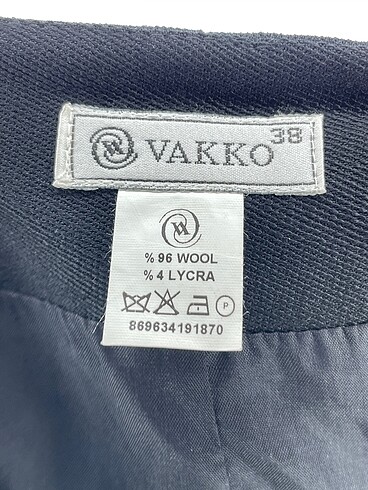 VAKKO 38
% 96 WOOL
% 4 LYCRA
P
869634191870